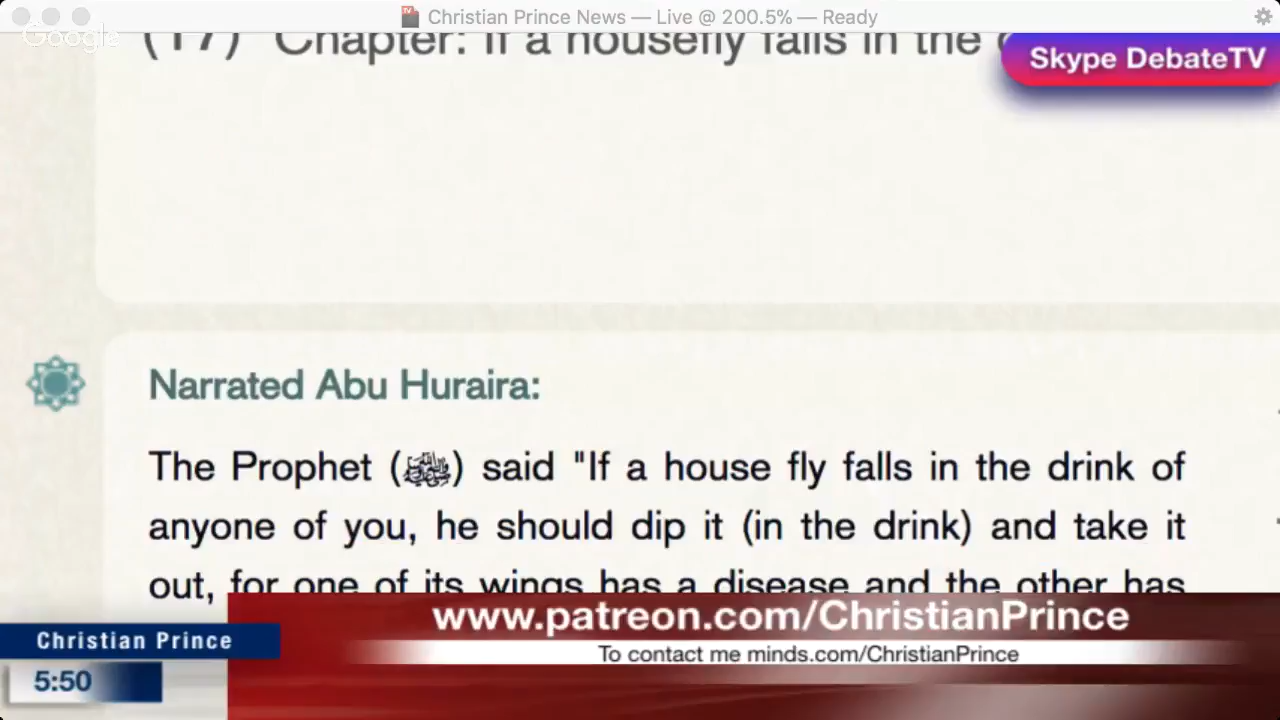 Christian Prince News — Live @ 200.5% — Ready
Google
(17) Chapter: If a housefly falls in the
Skype DebateTV
Narrated Abu Huraira:
The Prophet (ﷺ) said "If a house fly falls in the drink of
anyone of you, he should dip it (in the drink) and take it
out, for one of its wings has a disease and the other has
www.patreon.com/ChristianPrince
To contact me minds.com/ChristianPrince
Christian Prince
5:50